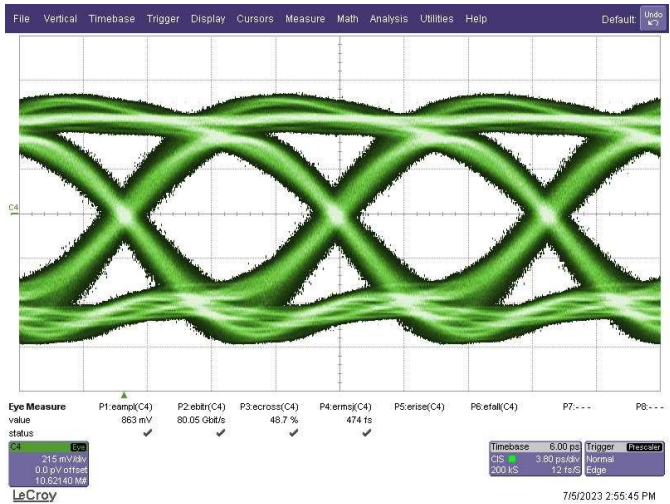 File Vertical Timebase Trigger Display Cursors Measure Math Analysis Utilities Help Default: Undo
C4
Eye Measure P1:eampl(C4) P2:ebitr(C4) P3:ecross(C4) P4:ermsj(C4) P5:erise(C4) P6:efall(C4) P7:--- P8:---
value 863 mV 80.05 Gbit/s 48.7 % 474 fs
status
C4 Eye
215 mV/div
0.0 pV offset
10.62140 M#
Timebase 6.00 ps
CIS 3.80 ps/div
200 kS 12 fs/S
Trigger Prescaler
Normal
Edge
LeCroy
7/5/2023 2:55:45 PM